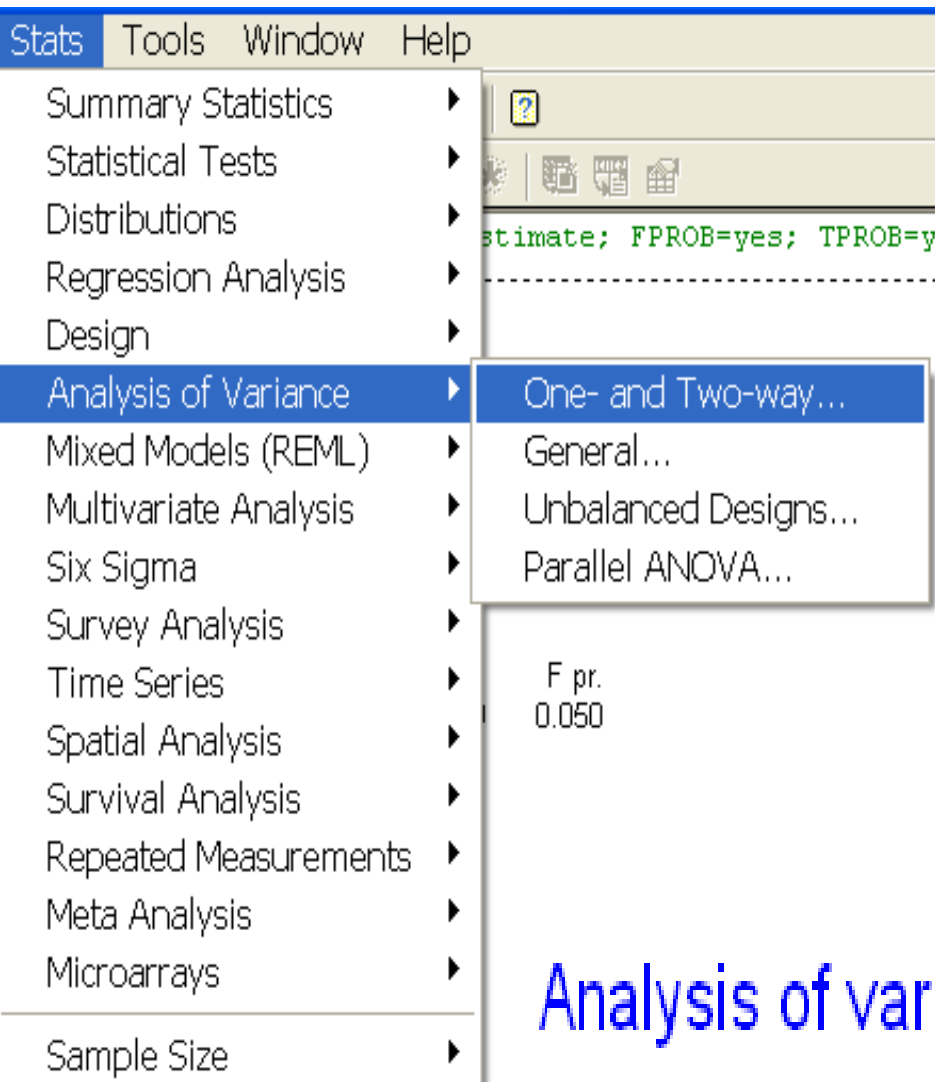 Stats Tools Window Help
Summary Statistics
Statistical Tests
Distributions
stimate; FPROB=yes; TPROB=y
Regression Analysis
Design
Analysis of Variance
One- and Two-way...
General...
Unbalanced Designs...
Parallel ANOVA...
Mixed Models (REML)
Multivariate Analysis
Six Sigma
Survey Analysis
Time Series
Spatial Analysis
Survival Analysis
Repeated Measurements
Meta Analysis
Microarrays
Sample Size
F pr.
0.050
Analysis of var